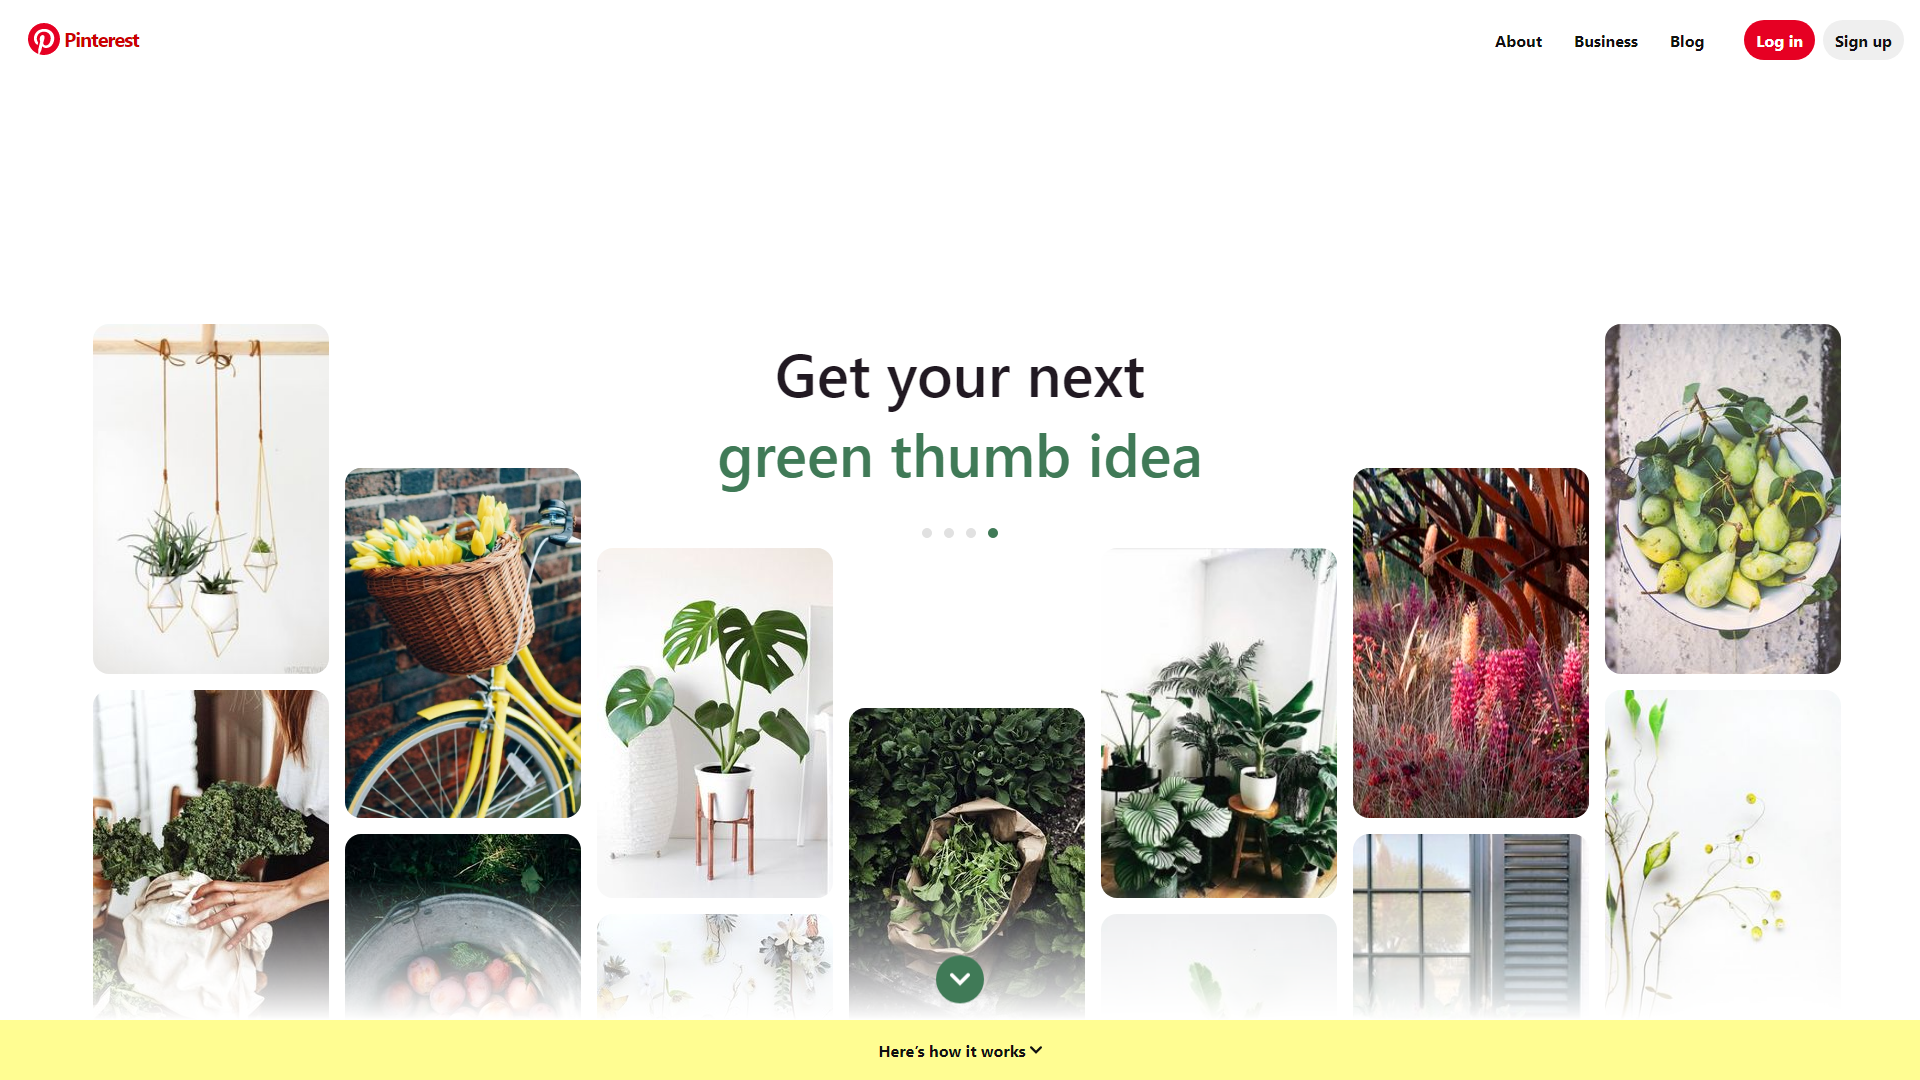 Pinterest
About
Business
Blog
Log in
Sign up
Get your next
green thumb idea
Here's how it works